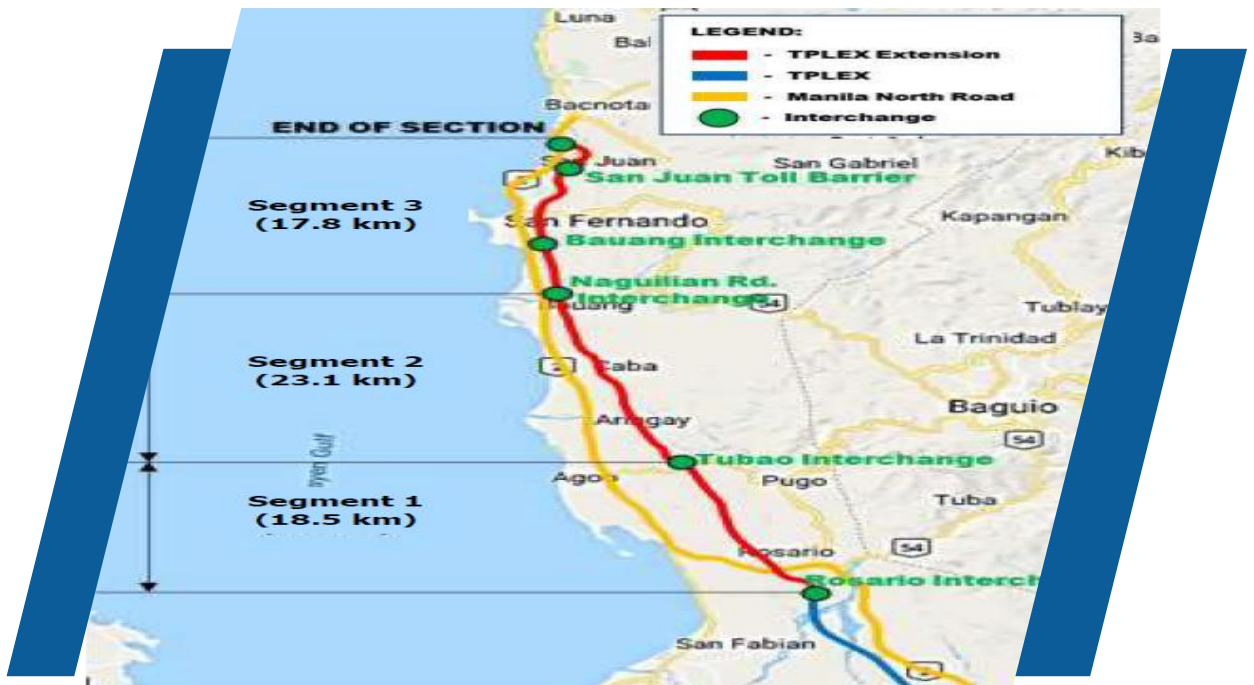 Luna
LEGEND:
- TPLEX Extension
- TPLEX
- Manila North Road
- Interchange
Bacnota
END OF SECTION
San Juan
San Gabriel
San Juan Toll Barrier
Segment 3
(17.8 km)
San Fernando
Kapangan
Bauang Interchange
Naguilian Rd.
Interchange
54
Tublay
La Trinidad
Segment 2
(23.1 km)
2
Caba
Baguio
Aringay
54
Tubao Interchange
Agoo
Pugo
Tuba
Segment 1
(18.5 km)
Rosario
54
Rosario Interch
San Fabian
2